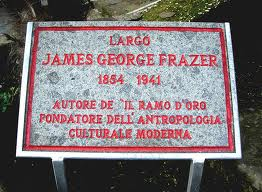 LARGO
JAMES GEORGE FRAZER
1854 1941
AUTORE DE "IL RAMO D'ORO
FONDATORE DELL'ANTROPOLOGIA
CULTURALE MODERNA